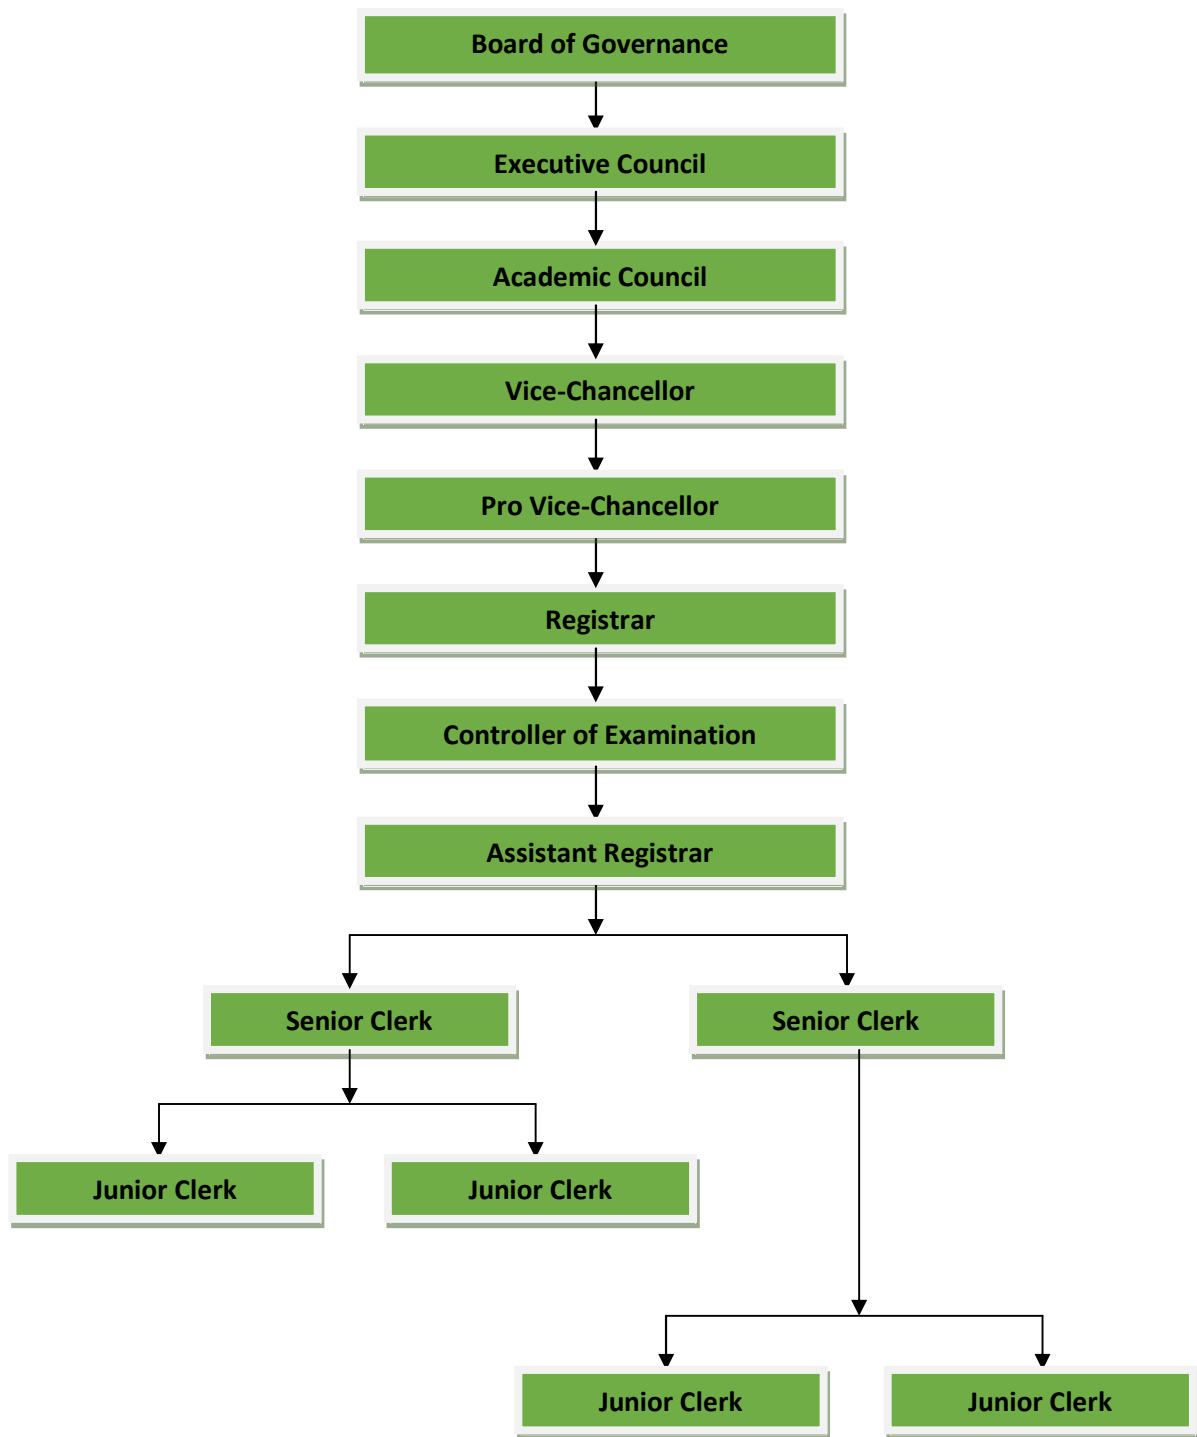 Board of Governance
Executive Council
Academic Council
Vice-Chancellor
Pro Vice-Chancellor
Registrar
Controller of Examination
Assistant Registrar
Senior Clerk
Senior Clerk
Junior Clerk
Junior Clerk
Junior Clerk
Junior Clerk